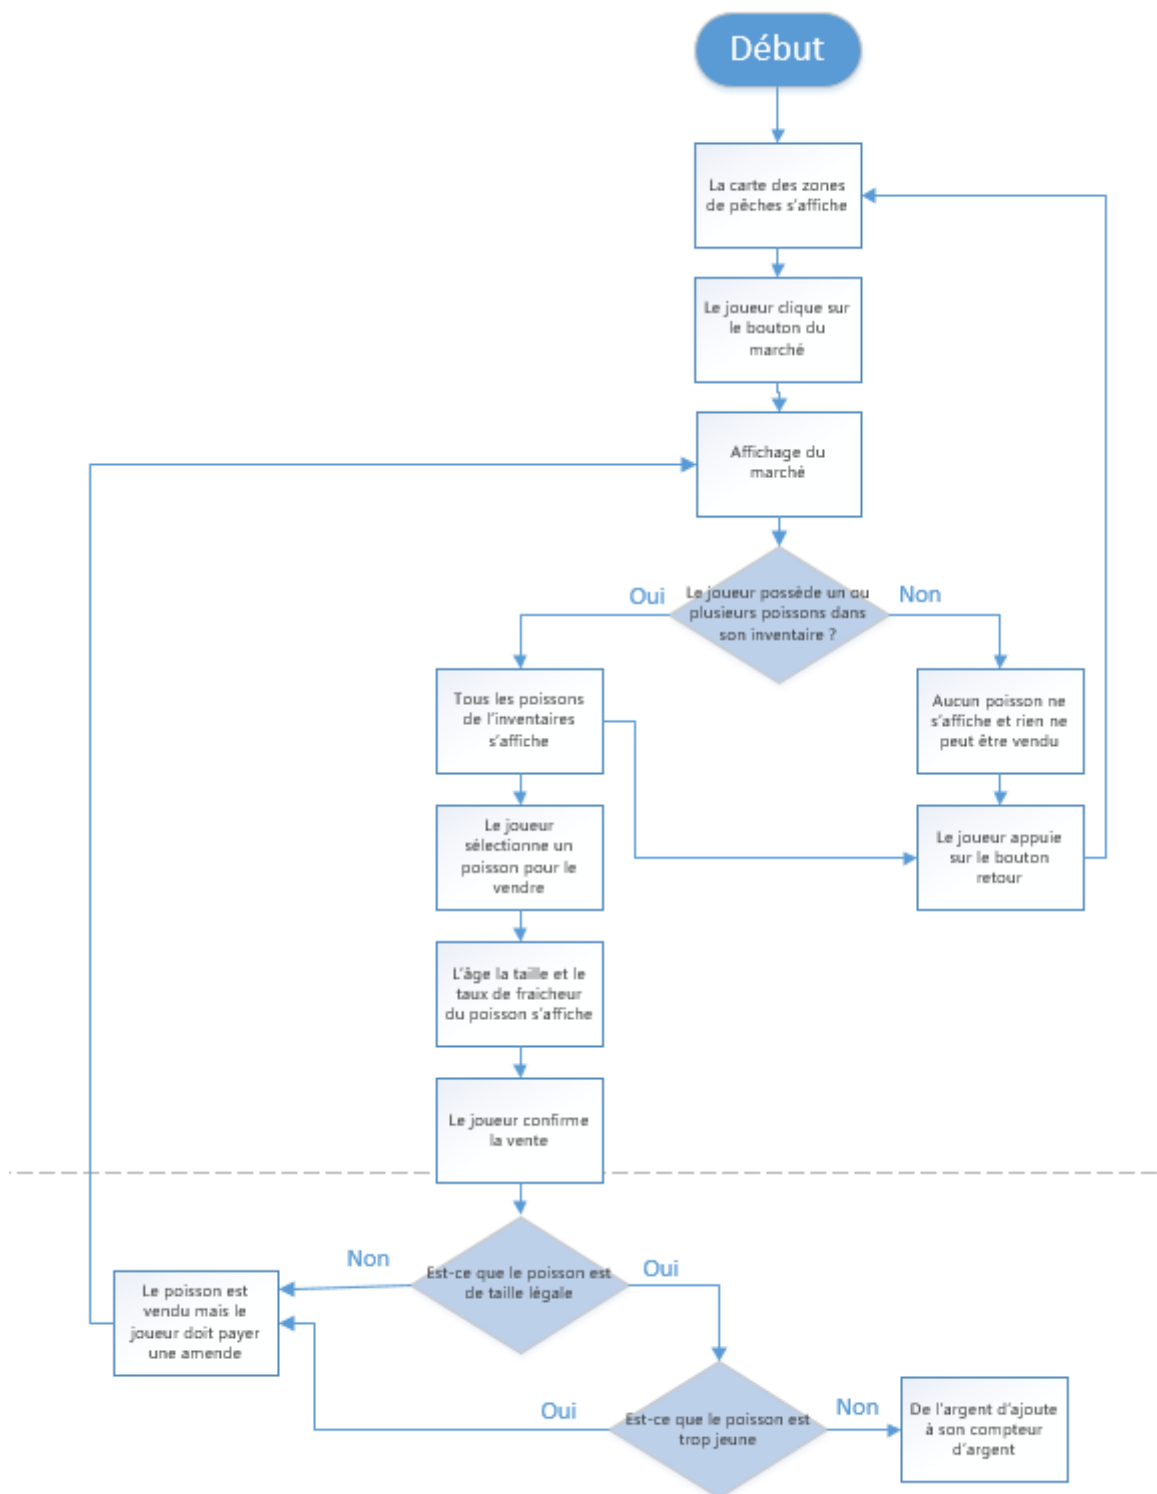 Début
La carte des zones
de pêches s'affiche
Le joueur clique sur
le bouton du
marché
Affichage du
marché
Oui
Le joueur possède un ou
plusieurs poissons dans
son inventaire ?
Non
Tous les poissons
de l'inventaires
s'affiche
Aucun poisson ne
s'affiche et rien ne
peut être vendu
Le joueur
sélectionne un
poisson pour le
vendre
Le joueur appuie
sur le bouton
retour
L'âge la taille et le
taux de fraicheur
du poisson s'affiche
Le joueur confirme
la vente
Non
Est-ce que le poisson est
de taille légale
Oui
Le poisson est
vendu mais le
joueur doit payer
une amende
Oui
Est-ce que le poisson est
trop jeune
Non
De l'argent d'ajoute
à son compteur
d'argent